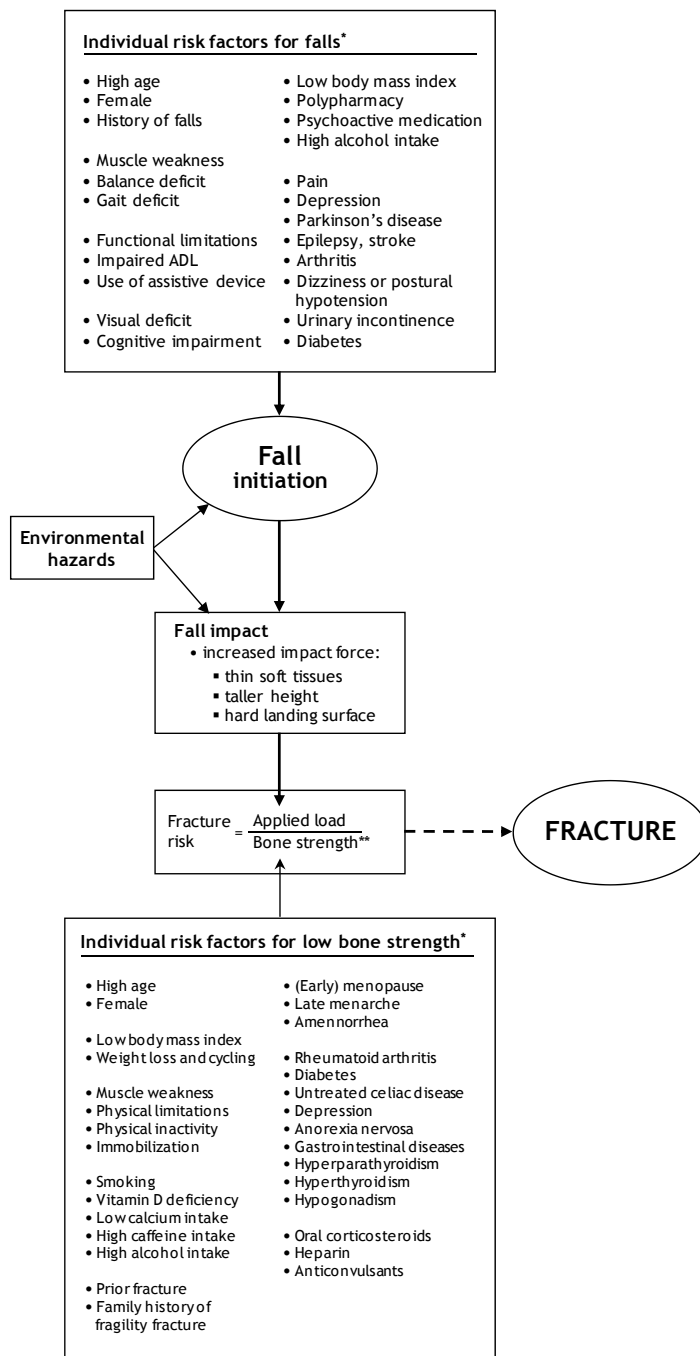 Individual risk factors for falls*
• High age
• Female
• History of falls
• Muscle weakness
• Balance deficit
• Gait deficit
• Functional limitations
• Impaired ADL
• Use of assistive device
• Visual deficit
• Cognitive impairment
• Low body mass index
• Polypharmacy
• Psychoactive medication
• High alcohol intake
• Pain
• Depression
• Parkinson's disease
• Epilepsy, stroke
• Arthritis
• Dizziness or postural
hypotension
• Urinary incontinence
• Diabetes
Fall
initiation
Environmental
hazards
Fall impact
• increased impact force:
▪ thin soft tissues
▪ taller height
▪ hard landing surface
Fracture
risk
=
Applied load
Bone strength**
FRACTURE
Individual risk factors for low bone strength*
• High age
• Female
• Low body mass index
• Weight loss and cycling
• Muscle weakness
• Physical limitations
• Physical inactivity
• Immobilization
• Smoking
• Vitamin D deficiency
• Low calcium intake
• High caffeine intake
• High alcohol intake
• Prior fracture
• Family history of
fragility fracture
• (Early) menopause
• Late menarche
• Amennorrhea
• Rheumatoid arthritis
• Diabetes
• Untreated celiac disease
• Depression
• Anorexia nervosa
• Gastrointestinal diseases
• Hyperparathyroidism
• Hyperthyroidism
• Hypogonadism
• Oral corticosteroids
• Heparin
• Anticonvulsants